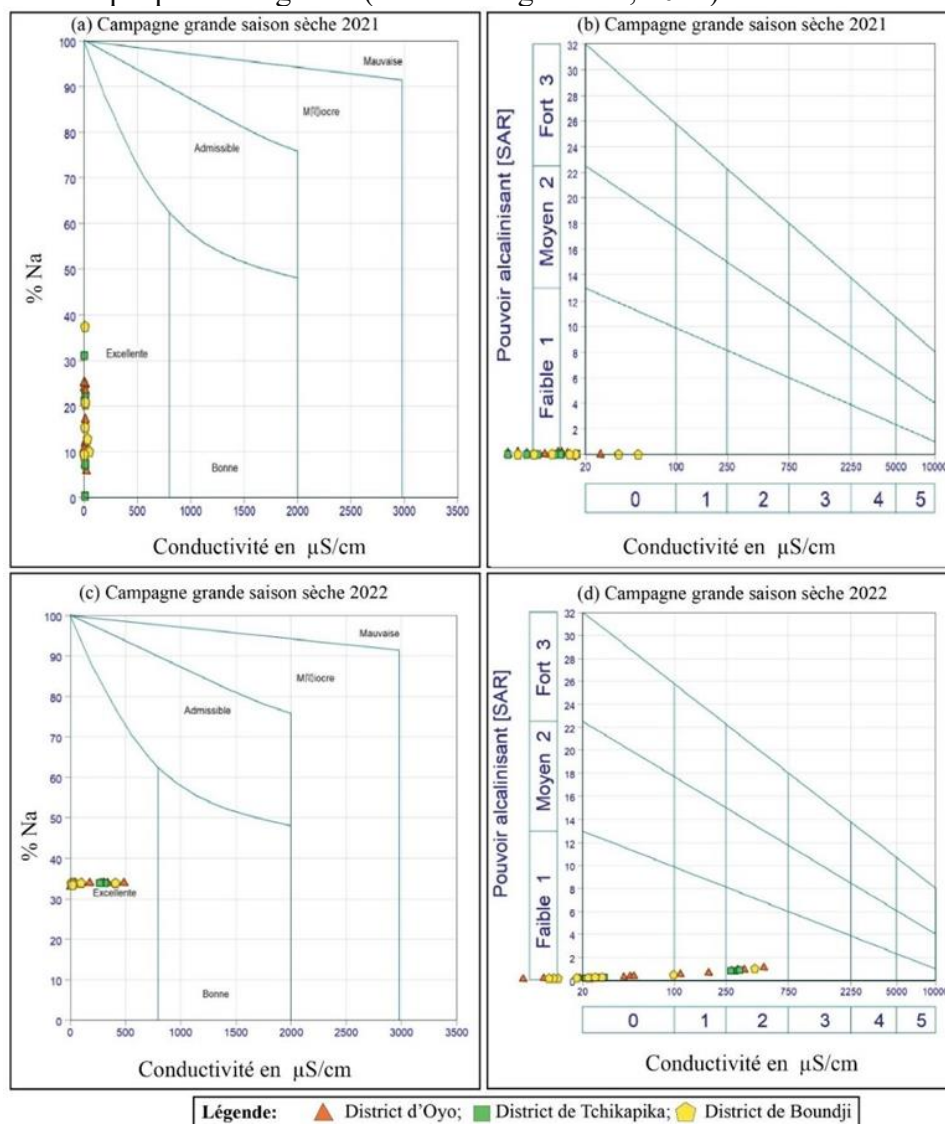 (a) Campagne grande saison sèche 2021
100
90
80
70
60
50
40
30
20
10
0
% Na
Mauvaise
Admissible
Excellente
Bonne
0 500 1000 1500 2000 2500 3000 3500
Conductivité en µS/cm
(b) Campagne grande saison sèche 2021
Pouvoir alcalinisant [SAR]
Fort 3
Moyen 2
Faible 1
32
30
28
26
24
22
20
18
16
14
12
10
8
6
4
2
20 100 250 750 2250 5000 10000
0 1 2 3 4 5
Conductivité en µS/cm
(c) Campagne grande saison sèche 2022
100
90
80
70
60
50
40
30
20
10
0
% Na
Mauvaise
Admissible
Excellente
Bonne
0 500 1000 1500 2000 2500 3000 3500
Conductivité en µS/cm
(d) Campagne grande saison sèche 2022
Pouvoir alcalinisant [SAR]
Fort 3
Moyen 2
Faible 1
32
30
28
26
24
22
20
18
16
14
12
10
8
6
4
2
0
20 100 250 750 2250 5000 10000
0 1 2 3 4 5
Conductivité en µS/cm
Légende: District d'Oyo; District de Tchikapika; District de Boundji